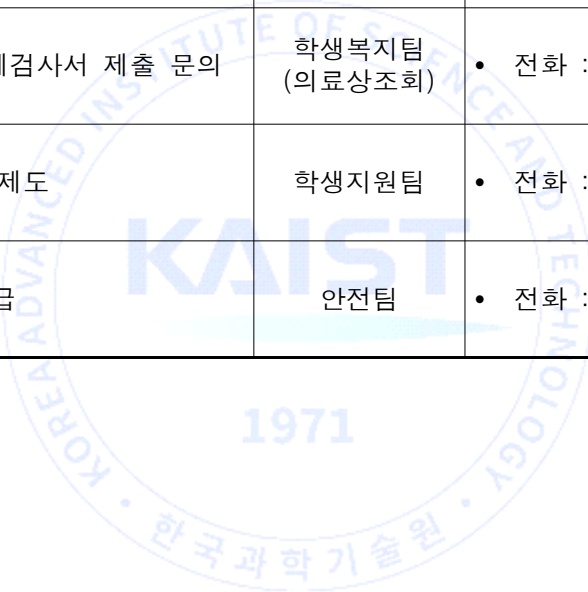 검사서 제출 문의
학생복지팀
(의료상조회)
• 전화 :
제도
학생지원팀
• 전화 :
급
안전팀
• 전화 :
KAIST
1971
KOREA ADVANCED INSTITUTE OF SCIENCE AND TECHNOLOGY
한국과학기술원